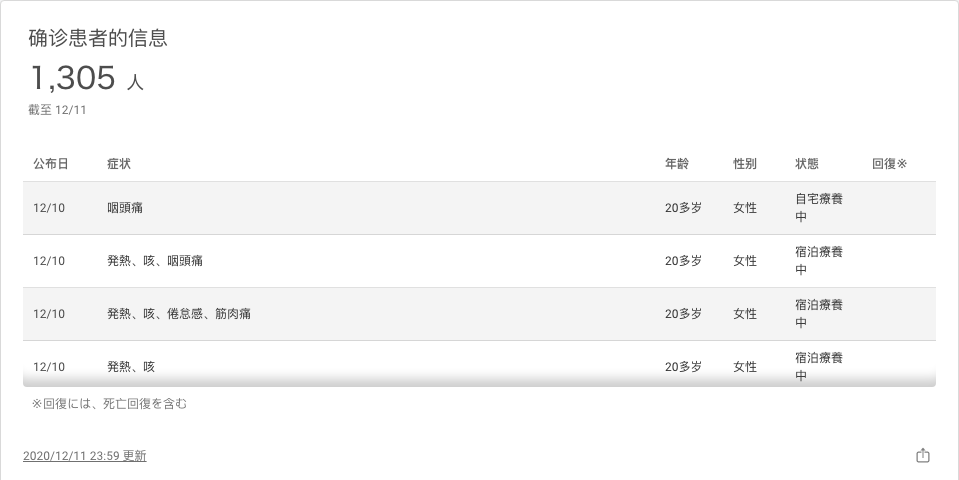 确诊患者的信息
1,305 人
截至 12/11
公布日 症状 年龄 性别 状態 回復※
12/10 咽頭痛 20多岁 女性 自宅療養
中
12/10 発熱、咳、咽頭痛 20多岁 女性 宿泊療養
中
12/10 発熱、咳、倦怠感、筋肉痛 20多岁 女性 宿泊療養
中
12/10 発熱、咳 20多岁 女性 宿泊療養
中
※回復には、死亡回復を含む
2020/12/11 23:59 更新